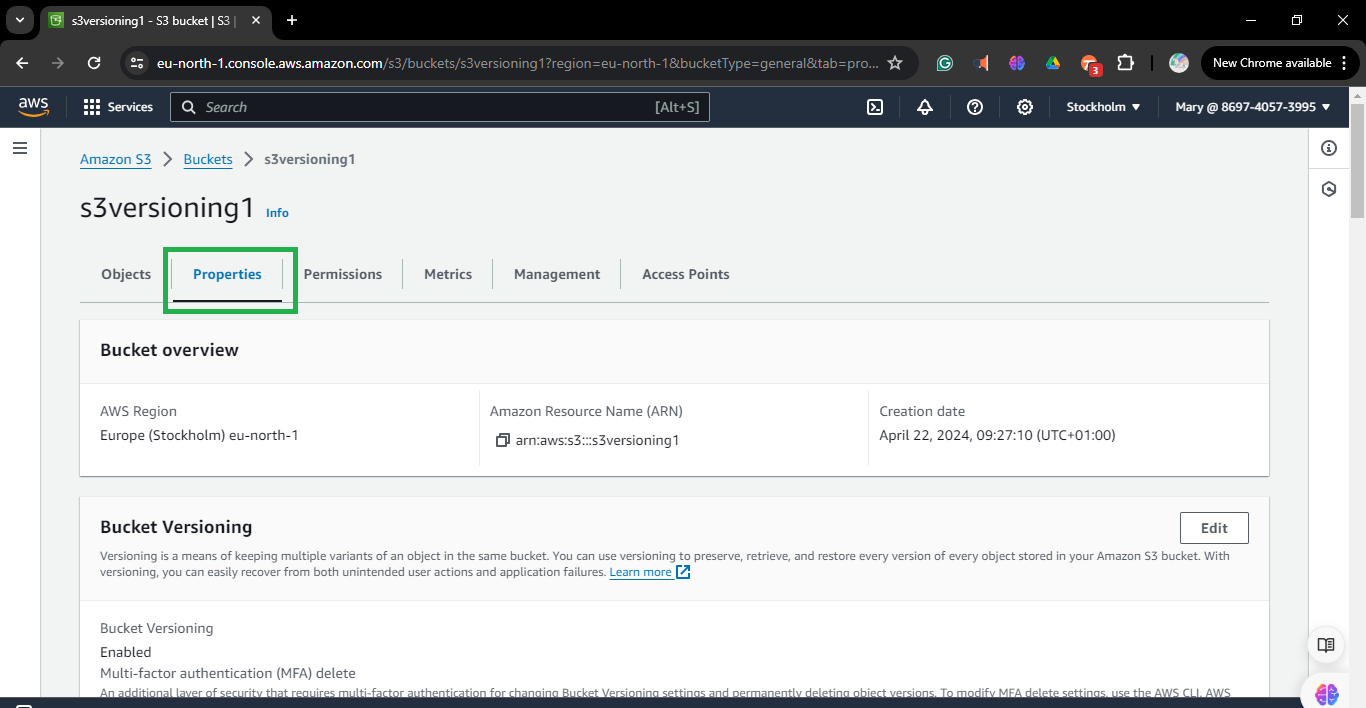 s3versioning1 - S3 bucket | S3 |
eu-north-1.console.aws.amazon.com/s3/buckets/s3versioning1?region=eu-north-1&bucketType=general&tab=pro...
3
New Chrome available
aws
Services
Search
[Alt+S]
Stockholm ▼
Mary @ 8697-4057-3995 ▼
Amazon S3 > Buckets > s3versioning1
s3versioning1 Info
Objects Properties Permissions Metrics Management Access Points
Bucket overview
AWS Region
Europe (Stockholm) eu-north-1
Amazon Resource Name (ARN)
arn:aws:s3:::s3versioning1
Creation date
April 22, 2024, 09:27:10 (UTC+01:00)
Bucket Versioning
Edit
Versioning is a means of keeping multiple variants of an object in the same bucket. You can use versioning to preserve, retrieve, and restore every version of every object stored in your Amazon S3 bucket. With
versioning, you can easily recover from both unintended user actions and application failures. Learn more
Bucket Versioning
Enabled
Multi-factor authentication (MFA) delete
An additional layer of security that requires multi-factor authentication for changing Bucket Versioning settings and permanently deleting object versions. To modify MFA delete settings, use the AWS CLI, AWS